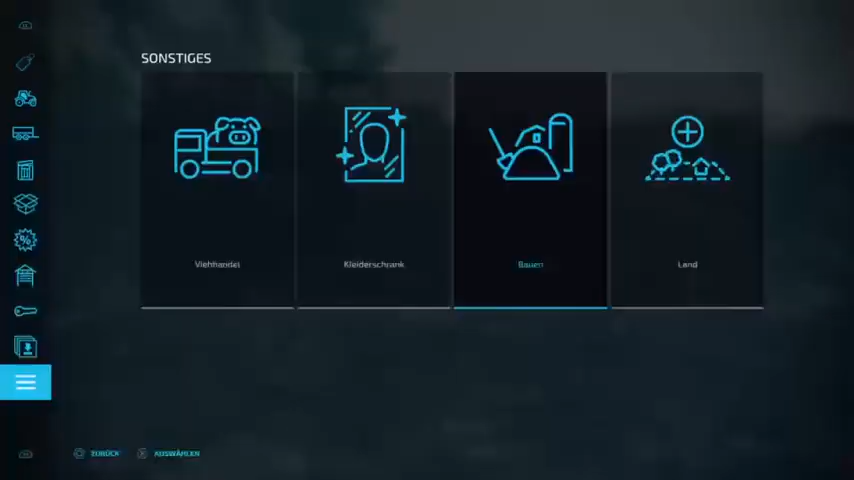 SONSTIGES
Viehhandel
Kleiderschrank
Bauen
Land
ZURÜCK
AUSWÄHLEN